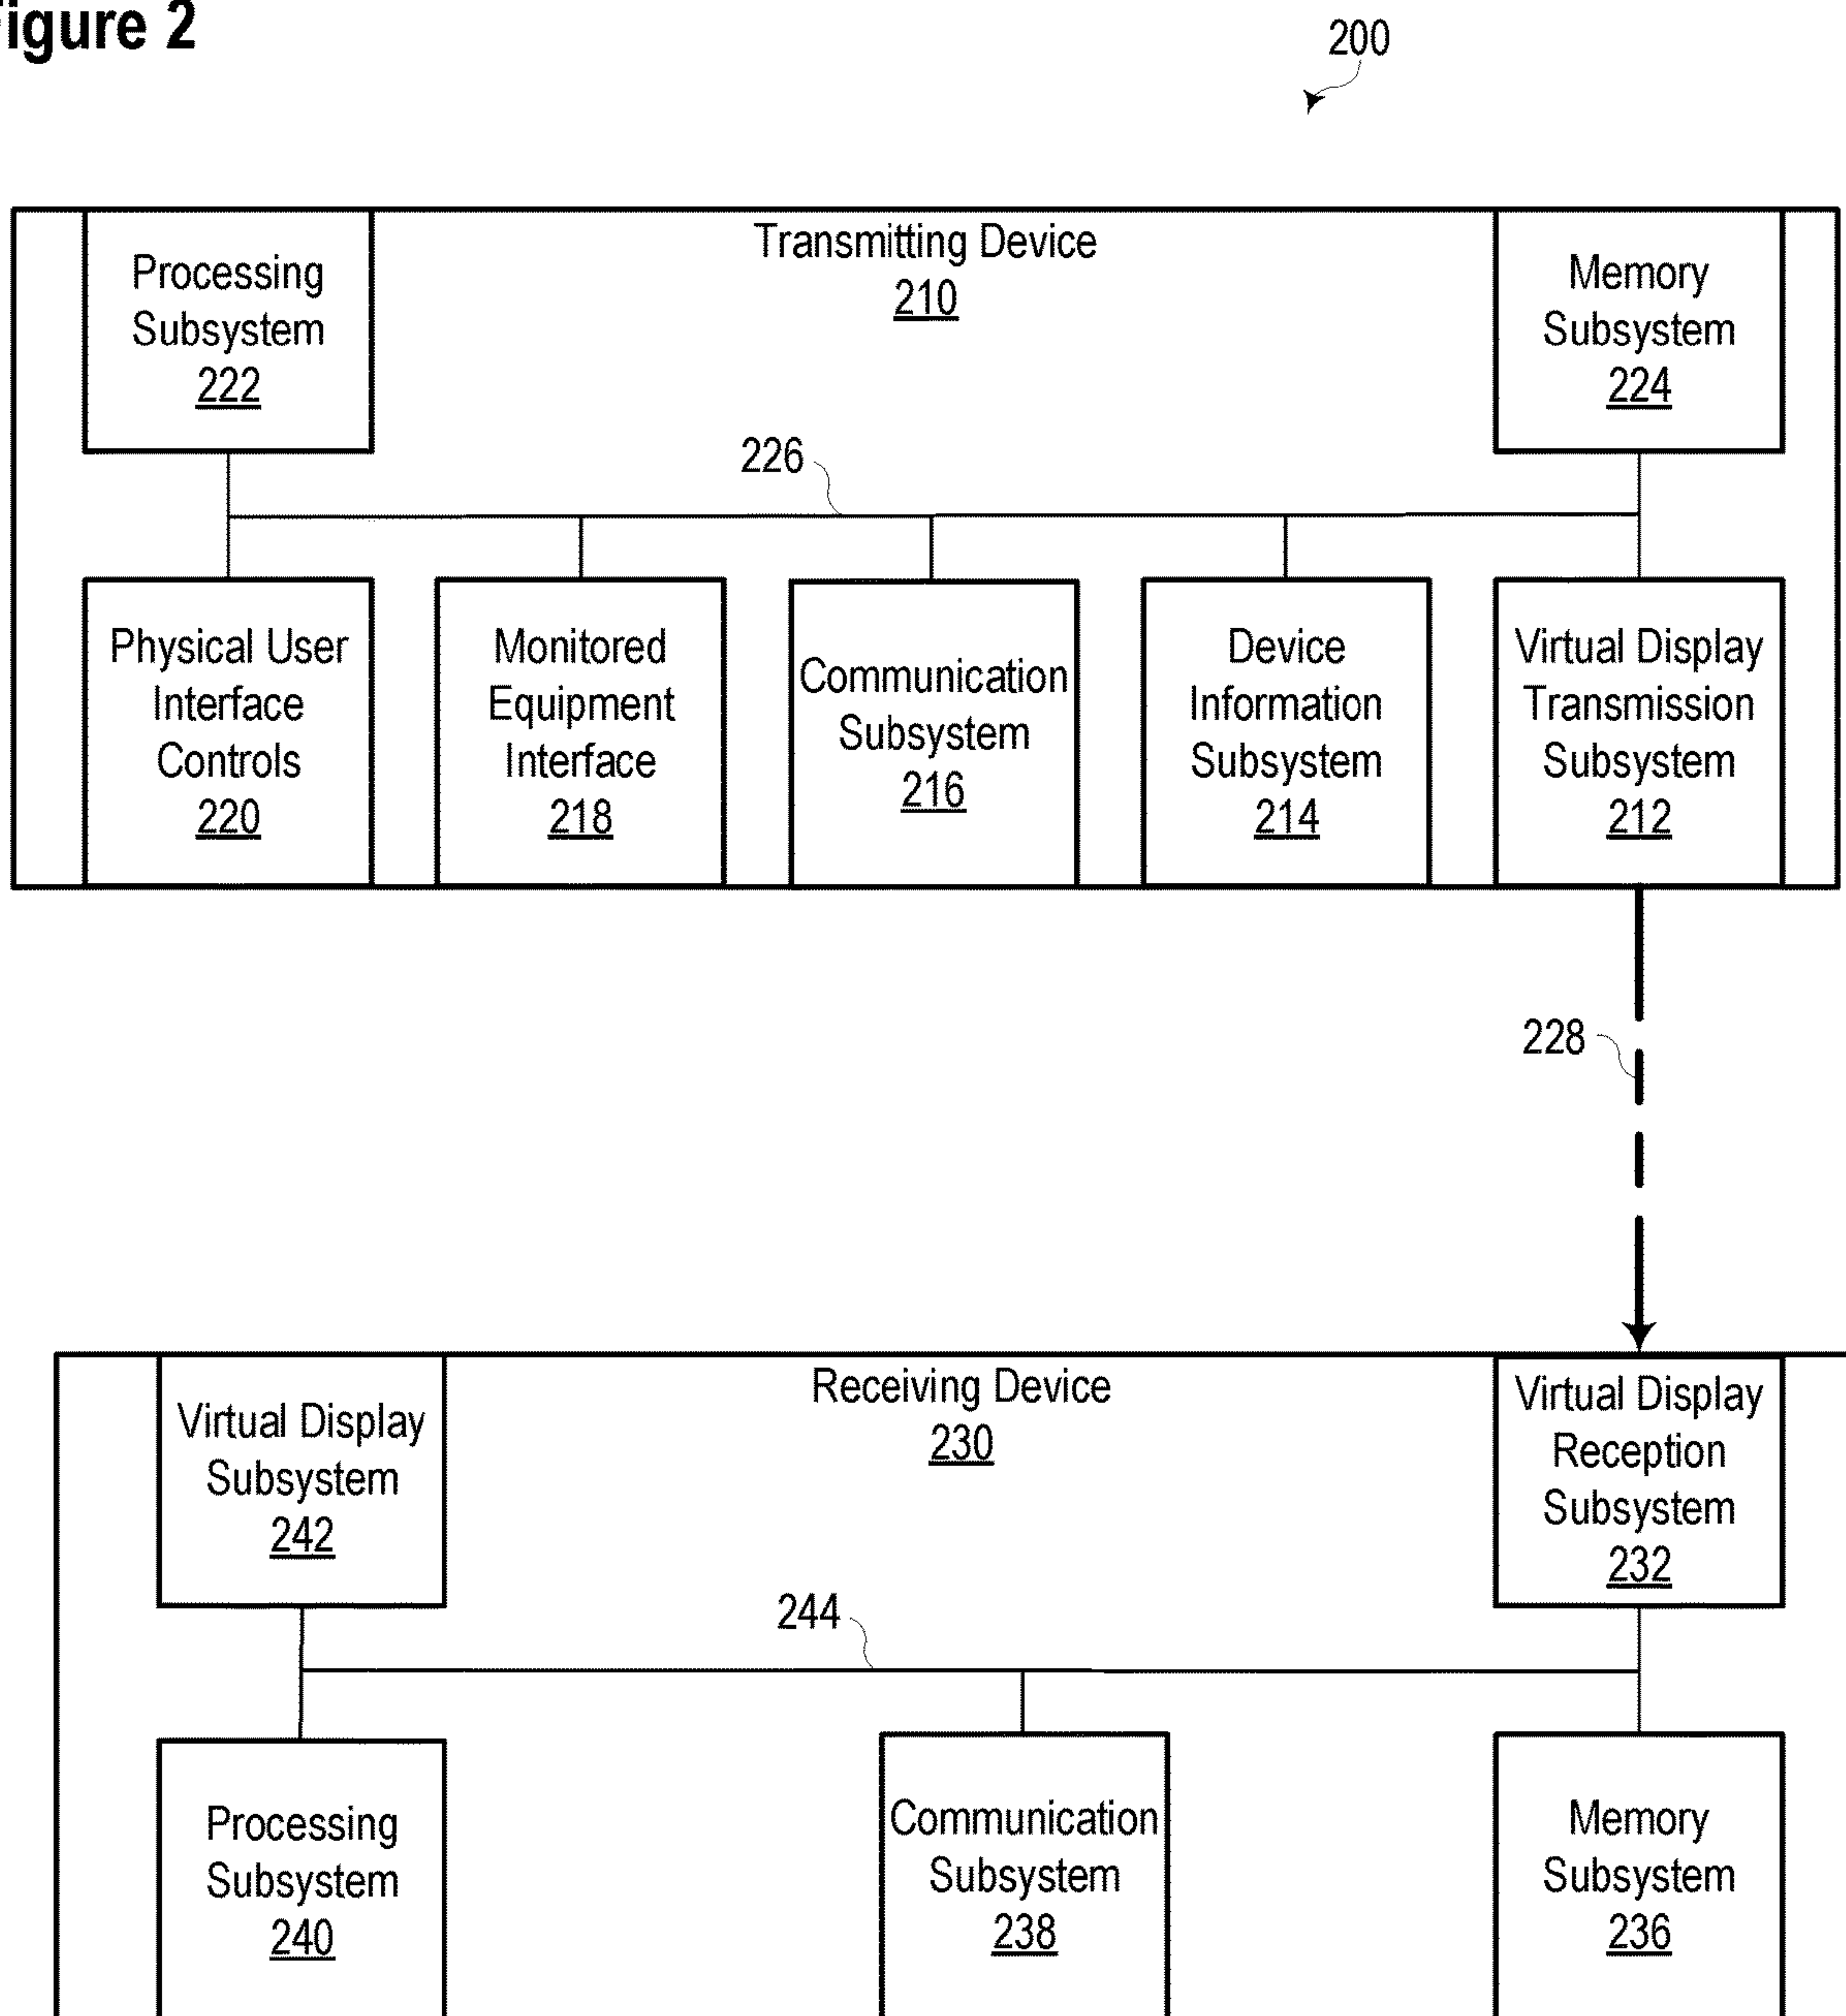 igure 2
200
Transmitting Device
210
Processing
Subsystem
222
Memory
Subsystem
224
226
Physical User
Interface
Controls
220
Monitored
Equipment
Interface
218
Communication
Subsystem
216
Device
Information
Subsystem
214
Virtual Display
Transmission
Subsystem
212
228
Receiving Device
230
Virtual Display
Subsystem
242
Virtual Display
Reception
Subsystem
232
244
Processing
Subsystem
240
Communication
Subsystem
238
Memory
Subsystem
236